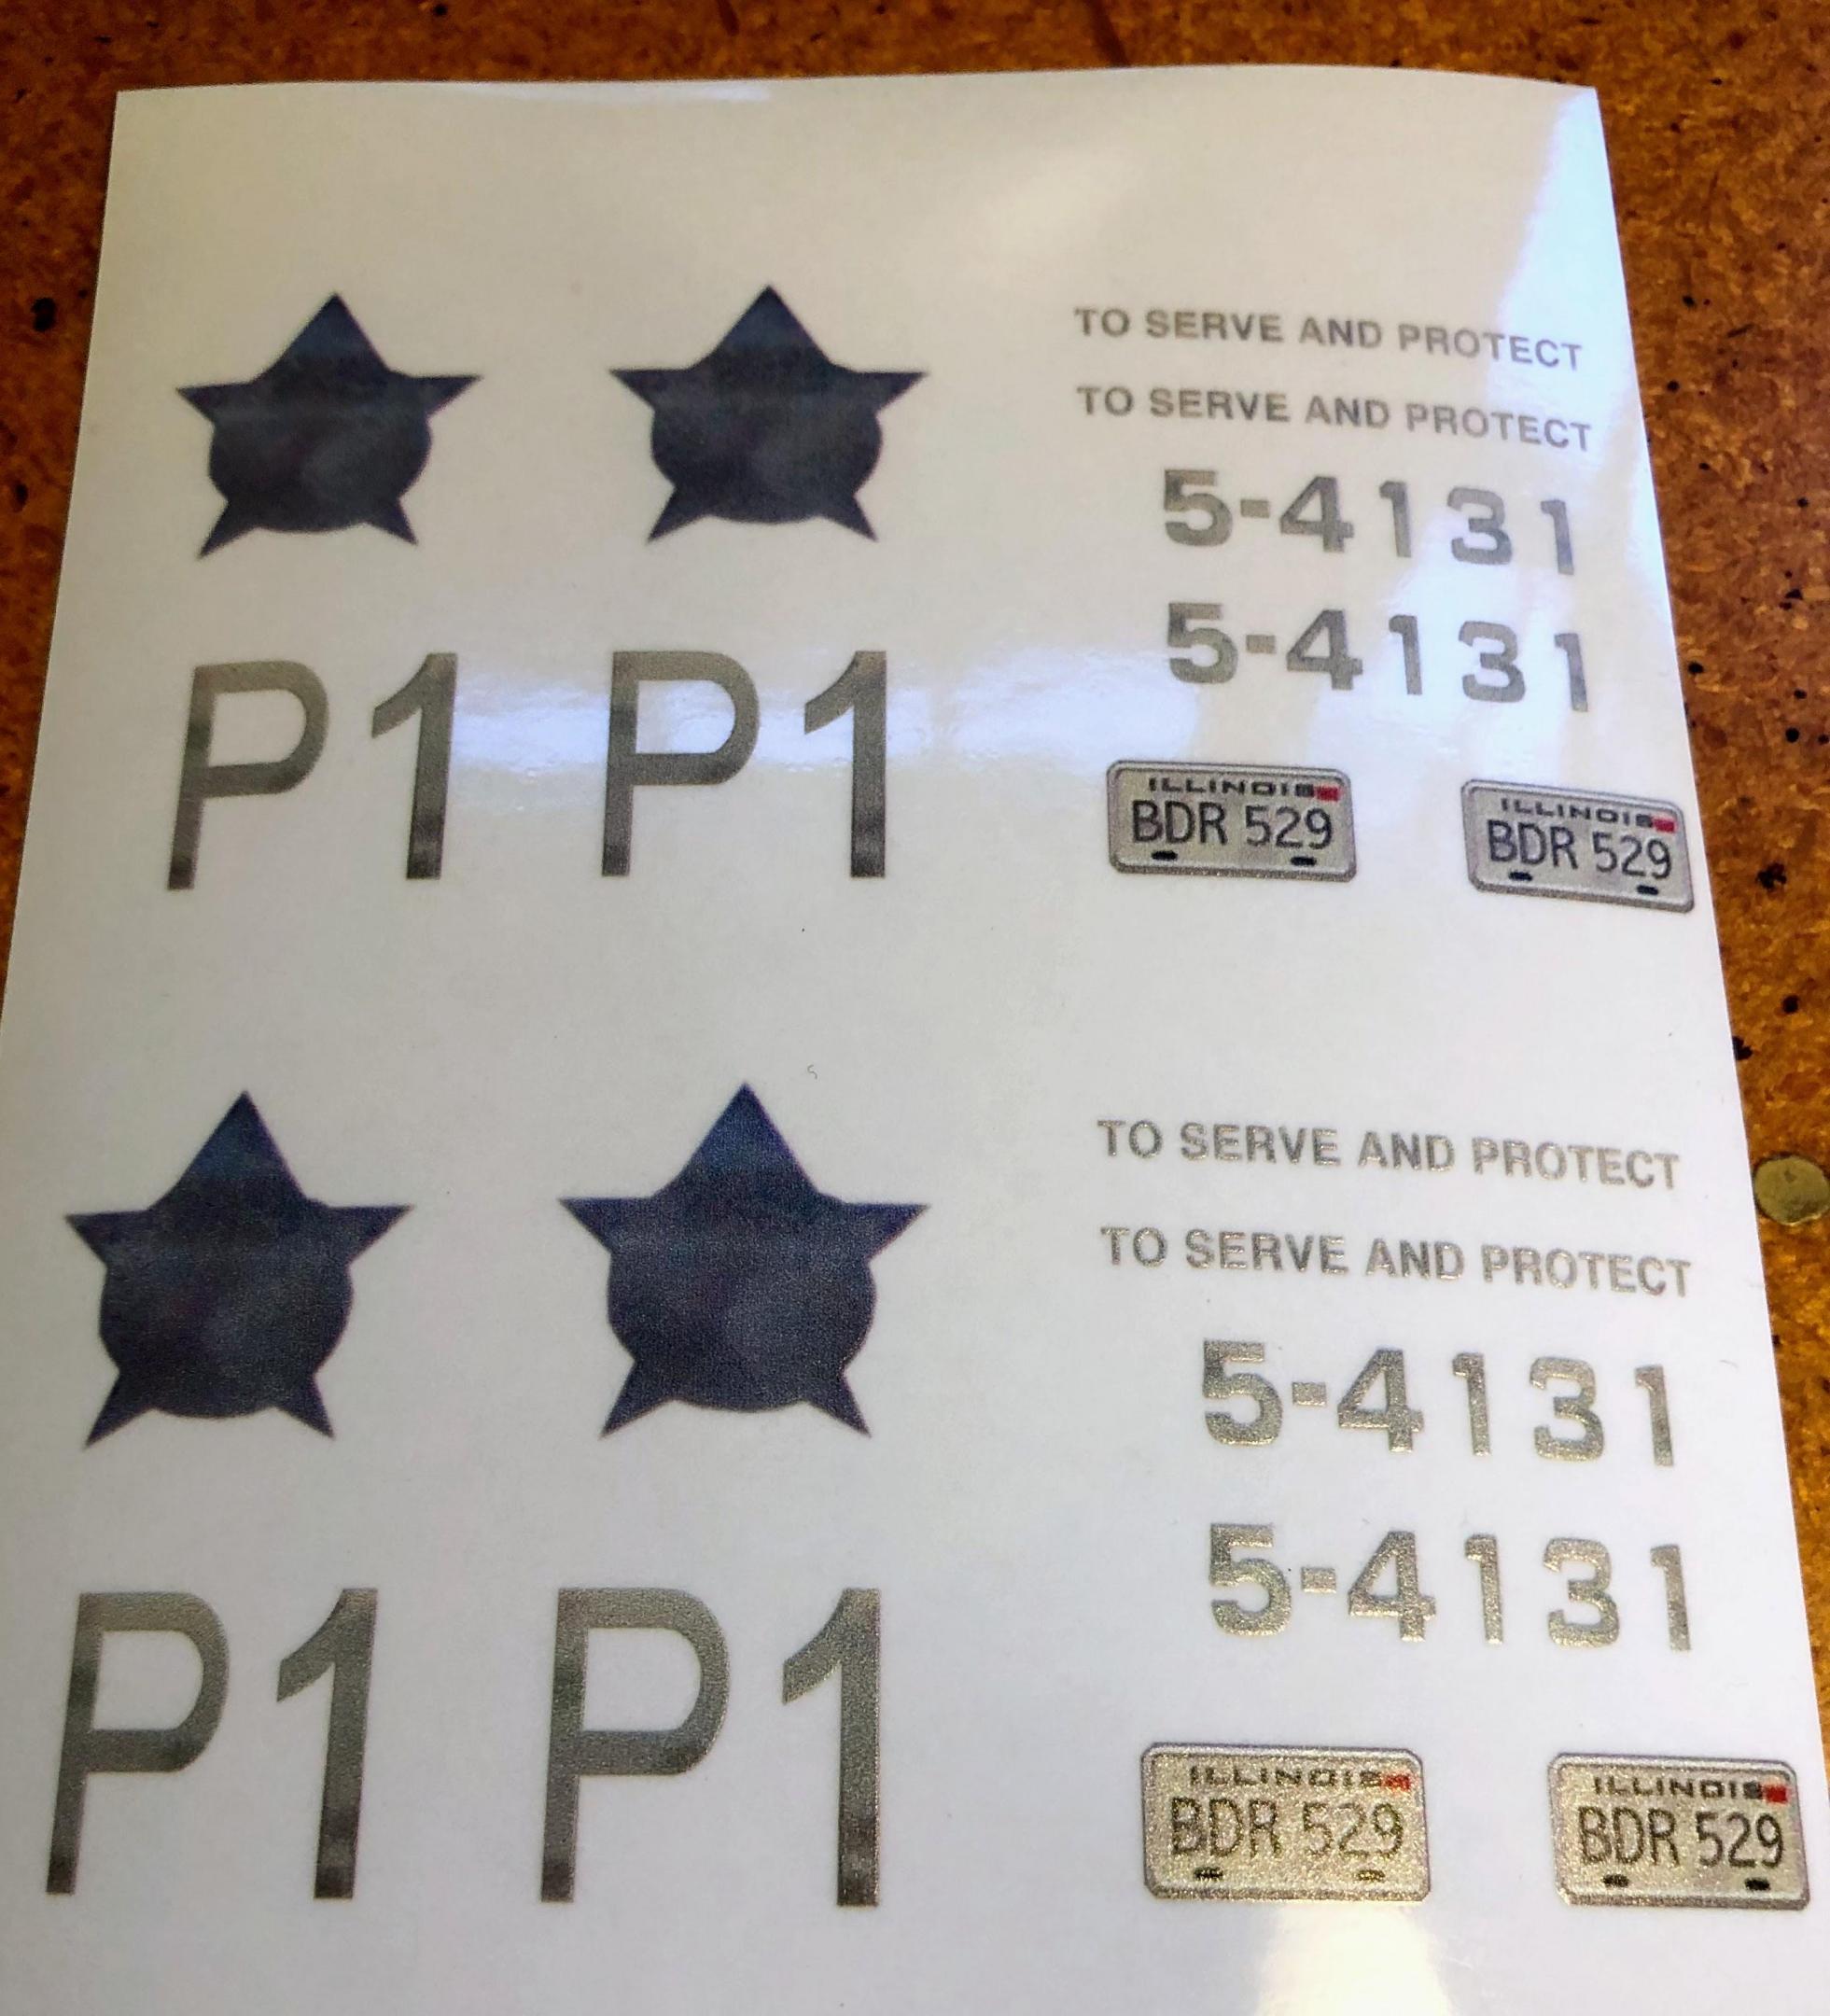 TO SERVE AND PROTECT
TO SERVE AND PROTECT
5-4131
5-4131
P1 P1
ILLINOIS
BDR 529
ILLINOIS
BDR 529
TO SERVE AND PROTECT
TO SERVE AND PROTECT
5-4131
5-4131
P1 P1
ILLINOIS
BDR 529
ILLINOIS
BDR 529